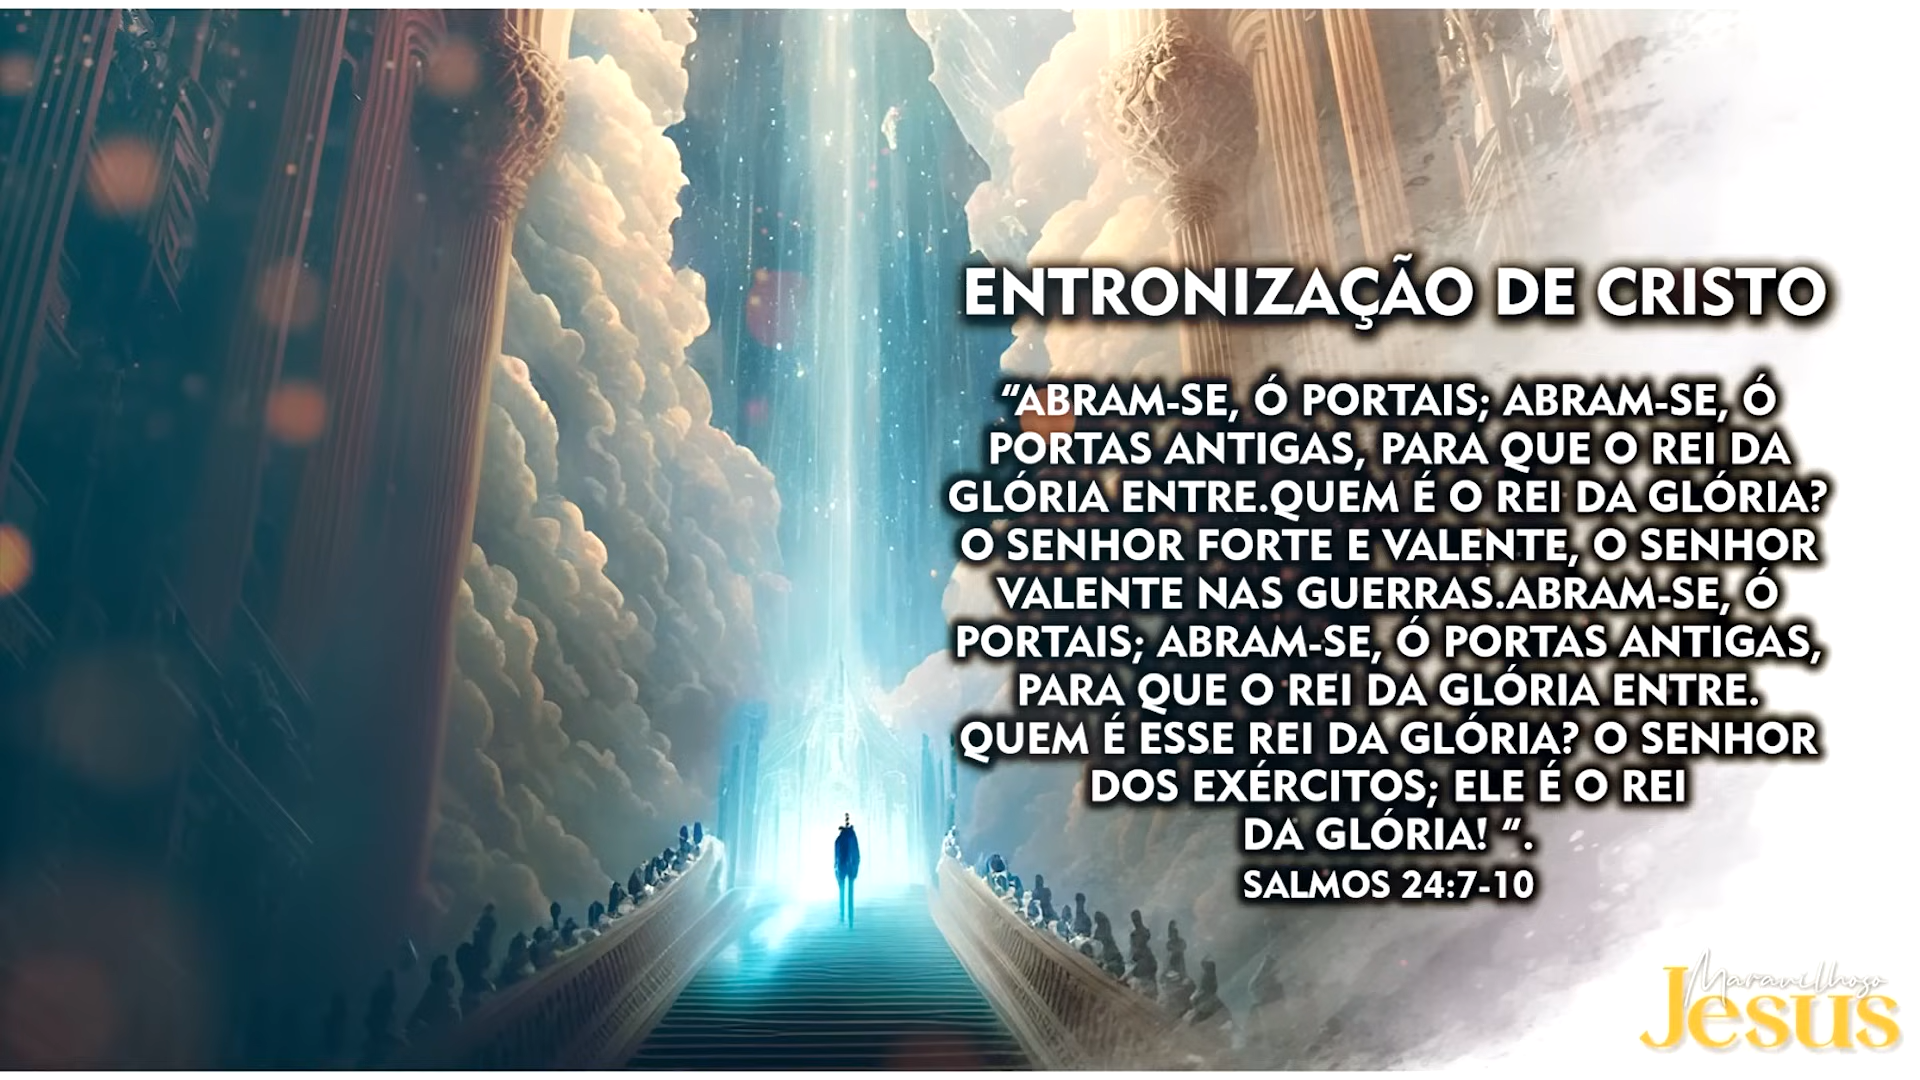 ENTRONIZAÇÃO DE CRISTO
“ABRAM-SE, Ó PORTAIS; ABRAM-SE, Ó
PORTAS ANTIGAS, PARA QUE O REI DA
GLÓRIA ENTRE.QUEM É O REI DA GLÓRIA?
O SENHOR FORTE E VALENTE, O SENHOR
VALENTE NAS GUERRAS.ABRAM-SE, Ó
PORTAIS; ABRAM-SE, Ó PORTAS ANTIGAS,
PARA QUE O REI DA GLÓRIA ENTRE.
QUEM É ESSE REI DA GLÓRIA? O SENHOR
DOS EXÉRCITOS; ELE É O REI
DA GLÓRIA! “.
SALMOS 24:7-10
Maravilhoso
Jesus